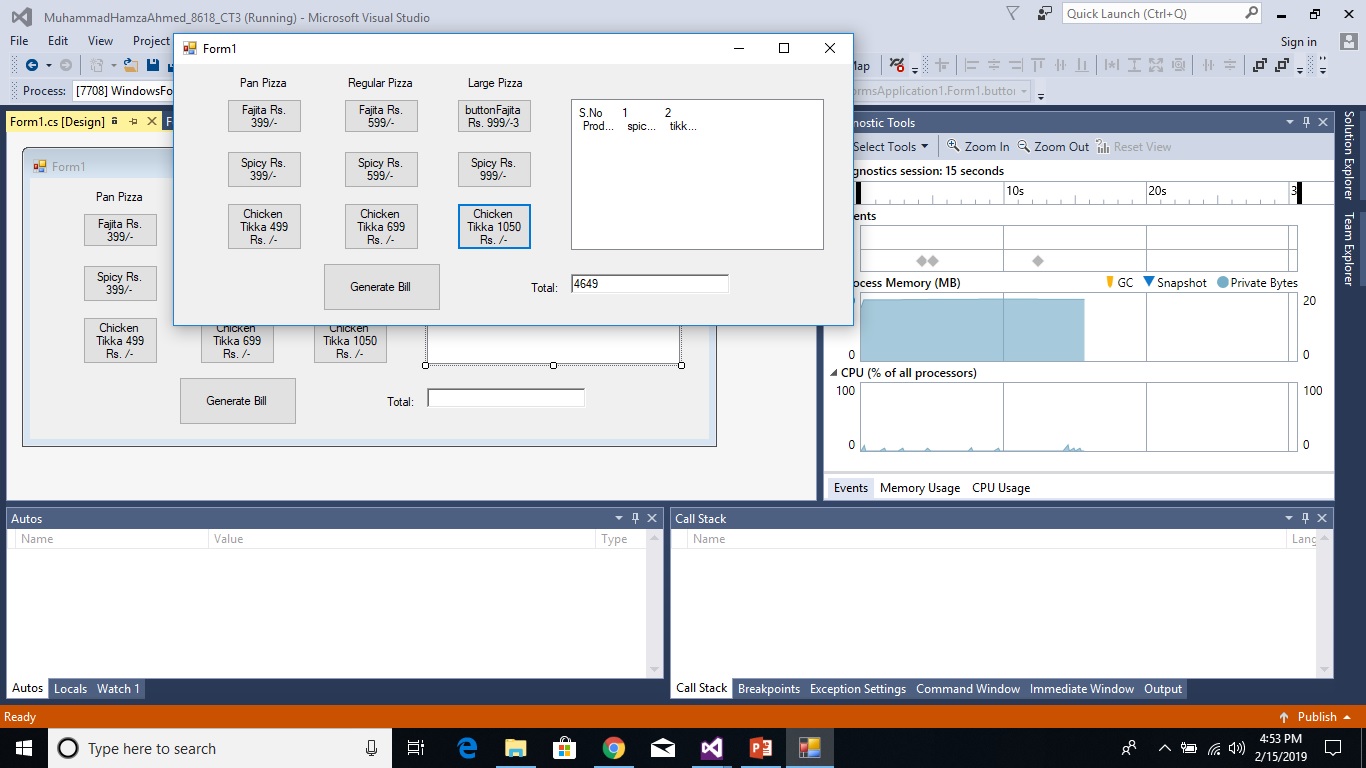 MuhammadHamzaAhmed_8618_CT3 (Running) - Microsoft Visual Studio
Quick Launch (Ctrl+Q)
File Edit View Project
Sign in
Process: [7708] WindowsFo
ormsApplication1.Form1.button
Form1
Pan Pizza Regular Pizza Large Pizza
Fajita Rs.
399/-
Fajita Rs.
599/-
buttonFajita
Rs. 999/-3
Spicy Rs.
399/-
Spicy Rs.
599/-
Spicy Rs.
999/-
Chicken
Tikka 499
Rs. /-
Chicken
Tikka 699
Rs. /-
Chicken
Tikka 1050
Rs. /-
S.No 1 2
Prod... spic... tikk...
Generate Bill
Total: 4649
Form1.cs [Design] F
Form1
Pan Pizza
Fajita Rs.
399/-
Spicy Rs.
399/-
Chicken
Tikka 499
Rs. /-
Chicken
Tikka 699
Rs. /-
Chicken
Tikka 1050
Rs. /-
Generate Bill
Total:
nostic Tools
Select Tools Zoom In Zoom Out Reset View
gnostics session: 15 seconds
10s 20s 3
ents
ocess Memory (MB) GC Snapshot Private Bytes
20
0 0
CPU (% of all processors)
100 100
0 0
Events Memory Usage CPU Usage
Solution Explorer
Team Explorer
Autos
Name Value Type
Autos Locals Watch 1
Call Stack
Name Lang
Call Stack Breakpoints Exception Settings Command Window Immediate Window Output
Ready
Publish
Type here to search
4:53 PM
2/15/2019